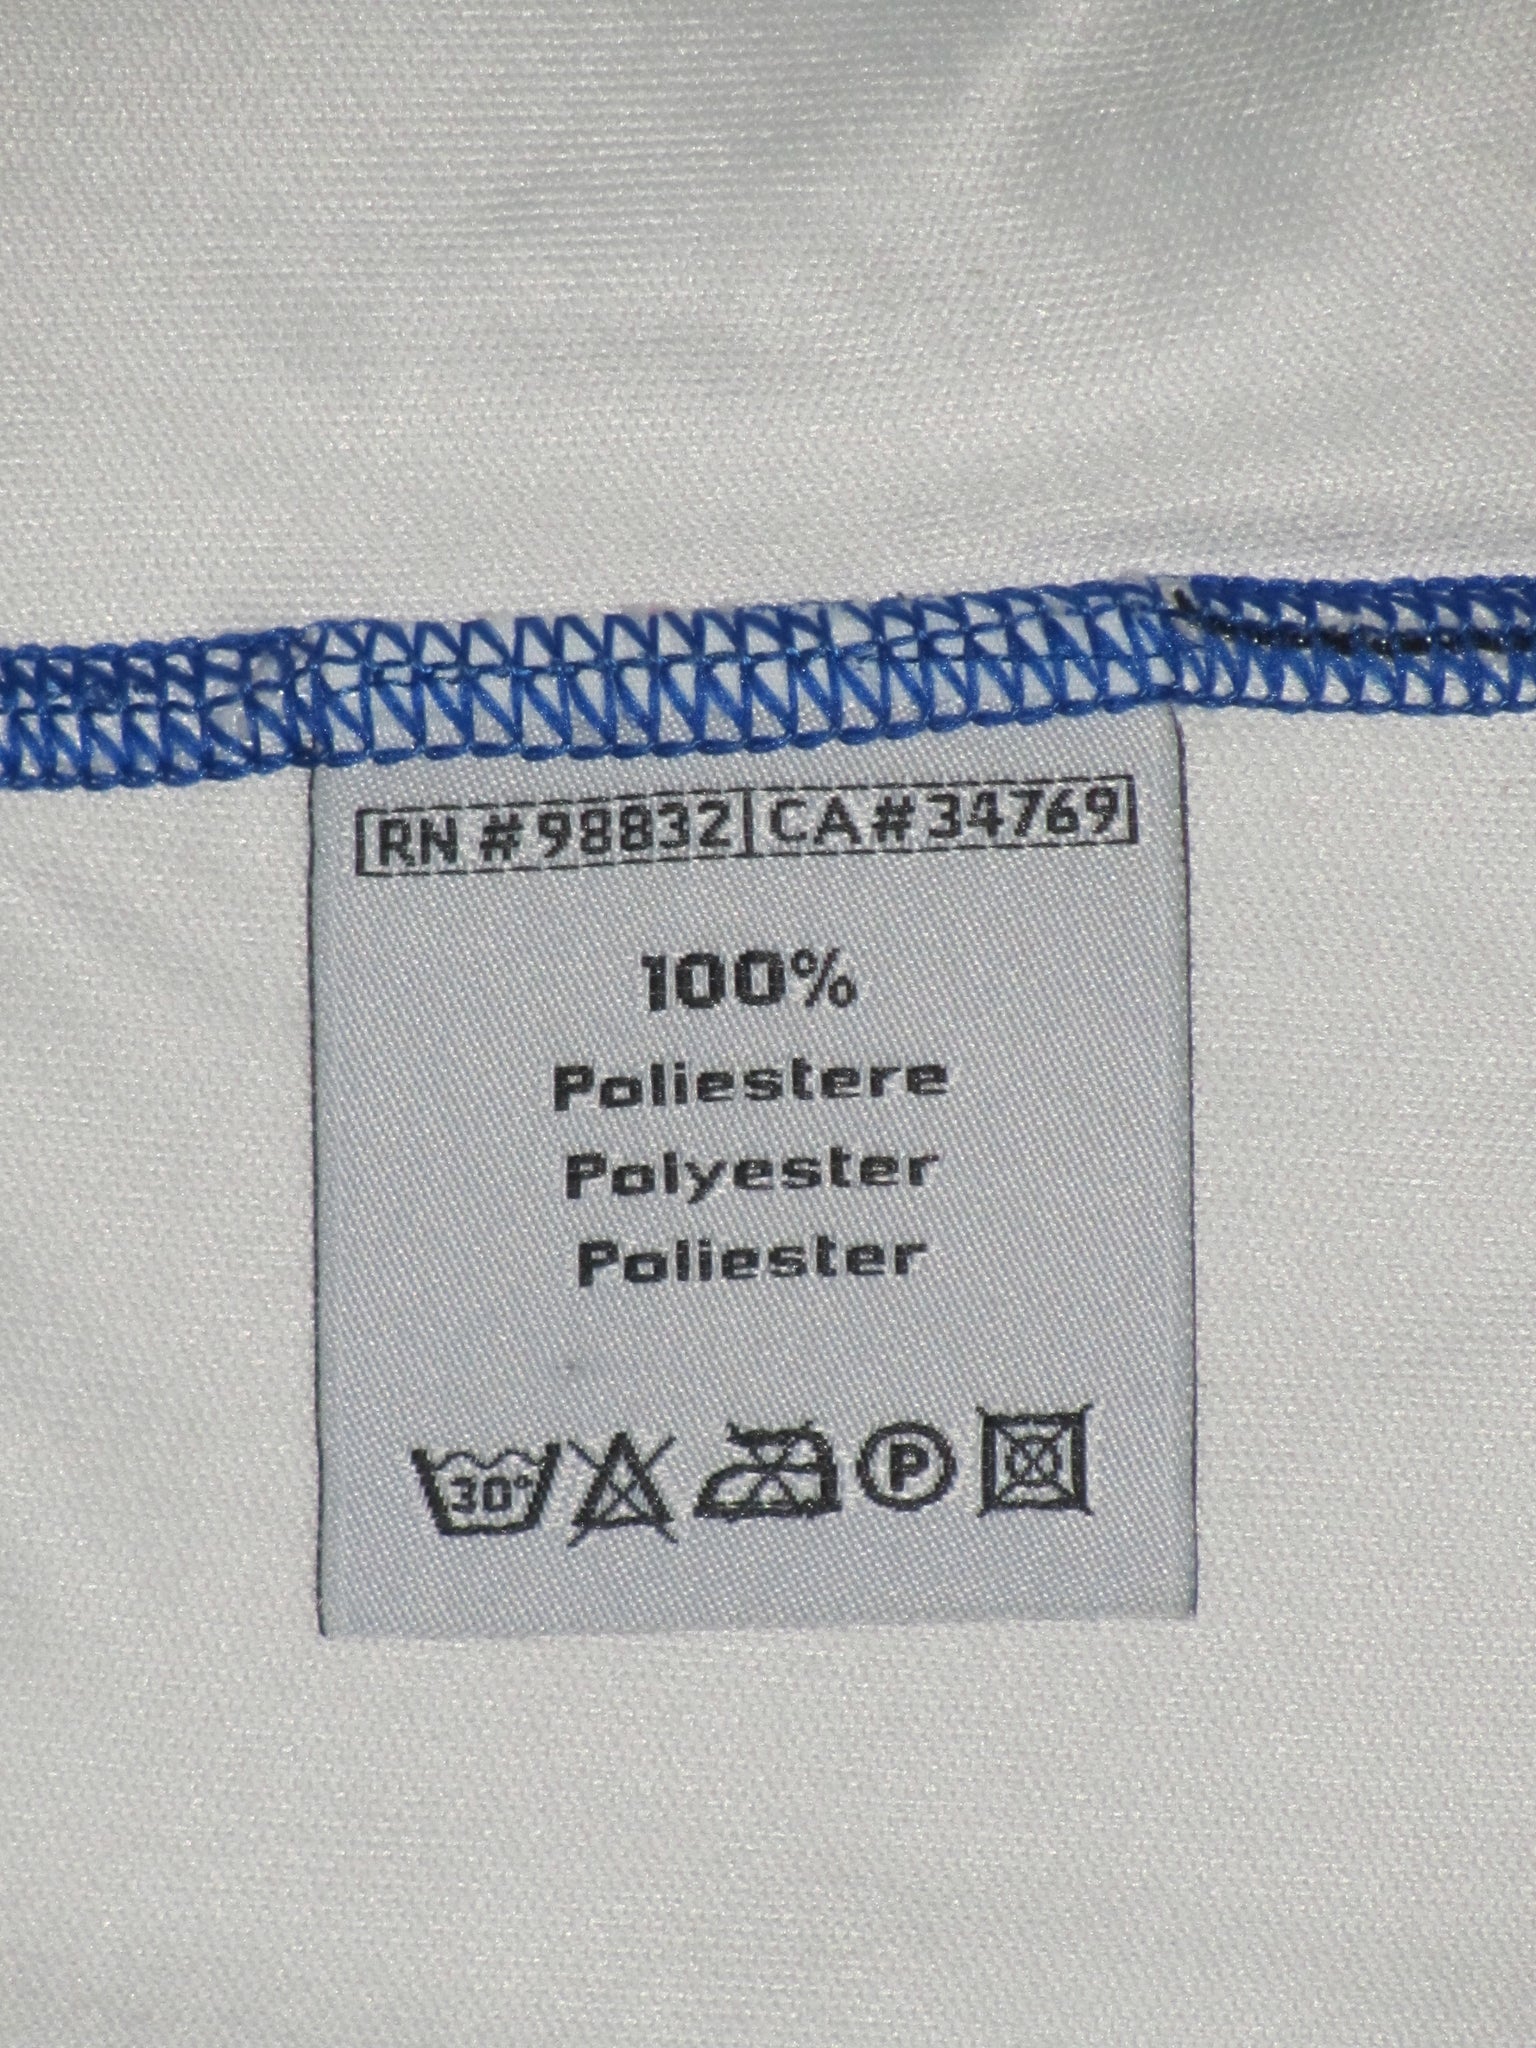 RN #98832 CA#34769
100%
Poliestere
Polyester
Poliester
30° P